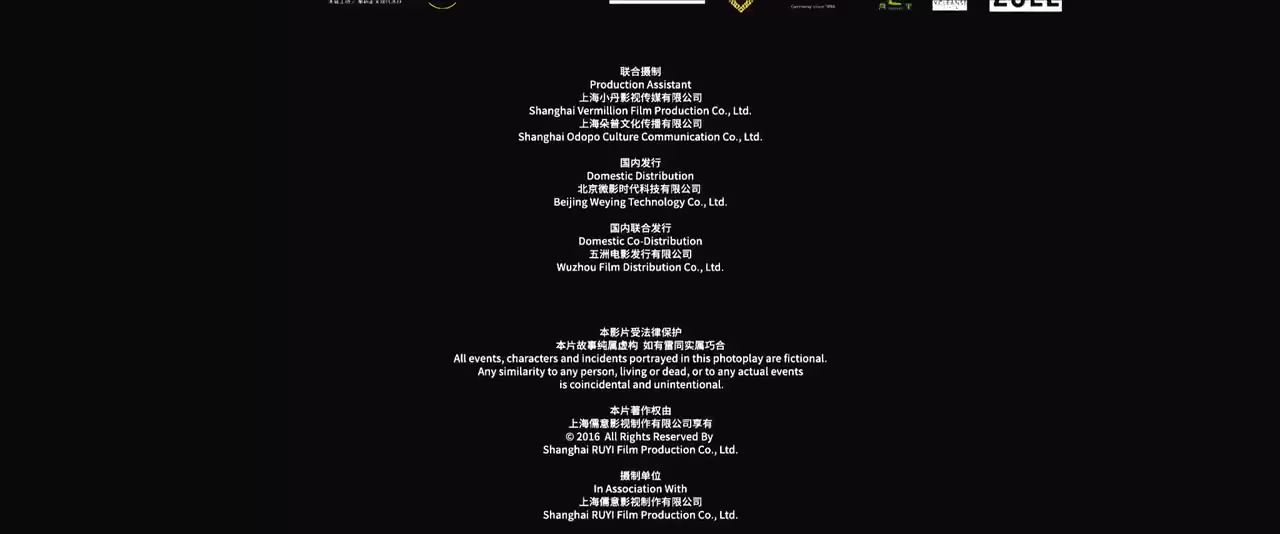 联合摄制
Production Assistant
上海小丹影视传媒有限公司
Shanghai Vermillion Film Production Co., Ltd.
上海朵普文化传播有限公司
Shanghai Odopo Culture Communication Co., Ltd.
国内发行
Domestic Distribution
北京微影时代科技有限公司
Beijing Weying Technology Co., Ltd.
国内联合发行
Domestic Co-Distribution
五洲电影发行有限公司
Wuzhou Film Distribution Co., Ltd.
本影片受法律保护
本片故事纯属虚构 如有雷同实属巧合
All events, characters and incidents portrayed in this photoplay are fictional.
Any similarity to any person, living or dead, or to any actual events
is coincidental and unintentional.
本片著作权由
上海儒意影视制作有限公司享有
© 2016 All Rights Reserved By
Shanghai RUYI Film Production Co., Ltd.
摄制单位
In Association With
上海儒意影视制作有限公司
Shanghai RUYI Film Production Co., Ltd.